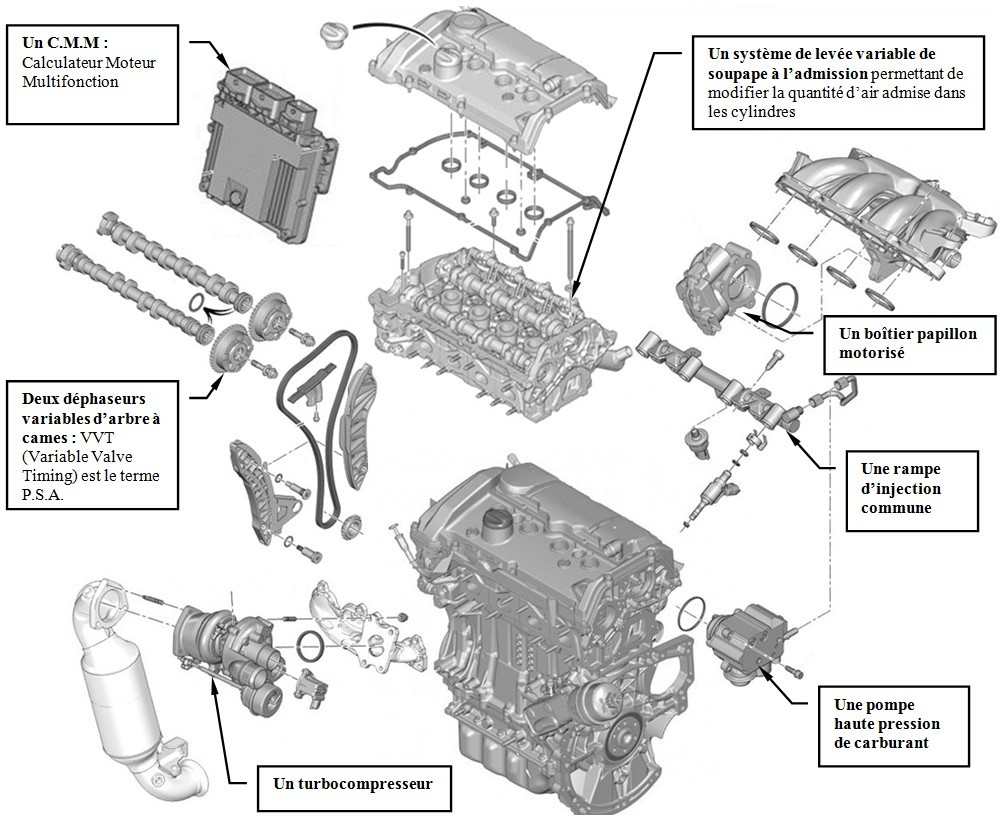 Un C.M.M :
Calculateur Moteur
Multifonction
Un système de levée variable de
soupape à l’admission permettant de
modifier la quantité d’air admise dans
les cylindres
Un boîtier papillon
motorisé
Deux déphaseurs
variables d’arbre à
cames : VVT
(Variable Valve
Timing) est le terme
P.S.A.
Une rampe
d’injection
commune
Une pompe
haute pression
de carburant
Un turbocompresseur